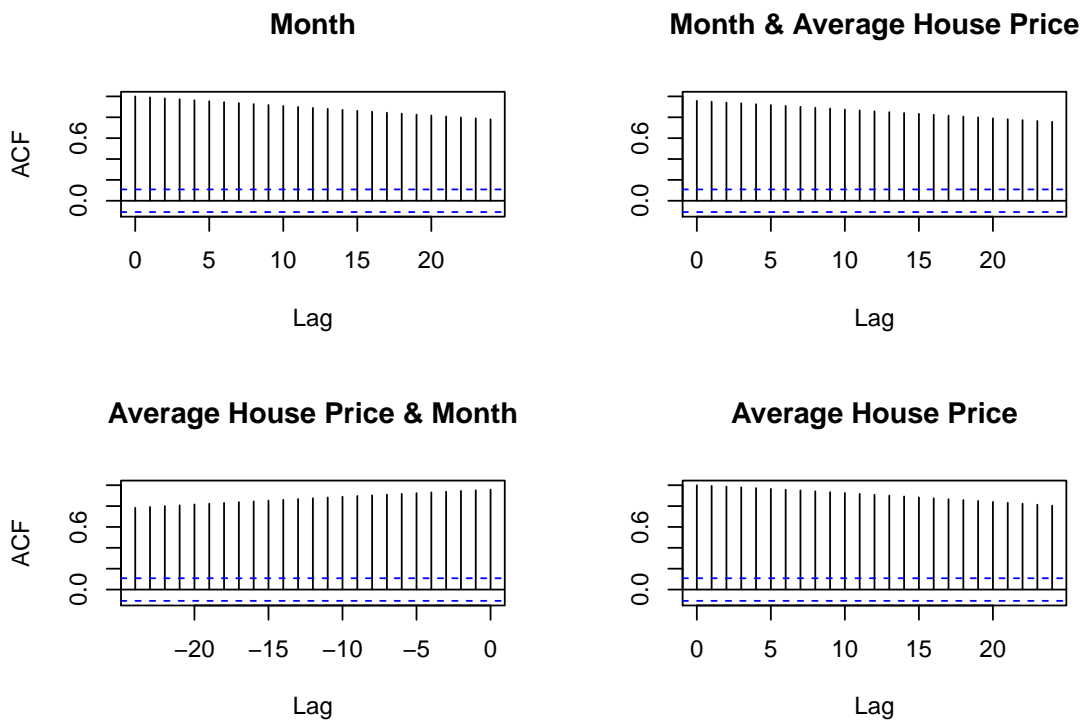 Month
ACF
0.0 0.6
0 5 10 15 20
Lag
Month & Average House Price
0.0 0.6
0 5 10 15 20
Lag
Average House Price & Month
ACF
0.0 0.6
−20 −15 −10 −5 0
Lag
Average House Price
0.0 0.6
0 5 10 15 20
Lag